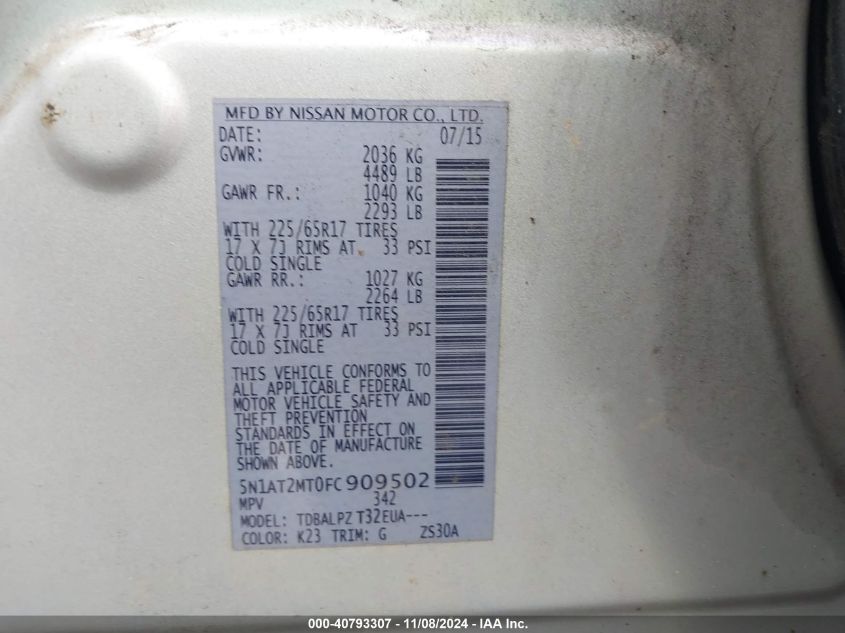 MFD BY NISSAN MOTOR CO., LTD.
DATE: 07/15
GVWR: 2036 KG
4489 LB
GAWR FR.: 1040 KG
2293 LB
WITH 225/65R17 TIRES
17 X 7J RIMS AT 33 PSI
COLD SINGLE
GAWR RR.: 1027 KG
2264 LB
WITH 225/65R17 TIRES
17 X 7J RIMS AT 33 PSI
COLD SINGLE
THIS VEHICLE CONFORMS TO
ALL APPLICABLE FEDERAL
MOTOR VEHICLE SAFETY AND
THEFT PREVENTION
STANDARDS IN EFFECT ON
THE DATE OF MANUFACTURE
SHOWN ABOVE.
5N1AT2MT0FC909502
MPV 342
MODEL: TDBALPZ T32EUA---
COLOR: K23 TRIM: G ZS30A
000-40793307 - 11/08/2024 - IAA Inc.